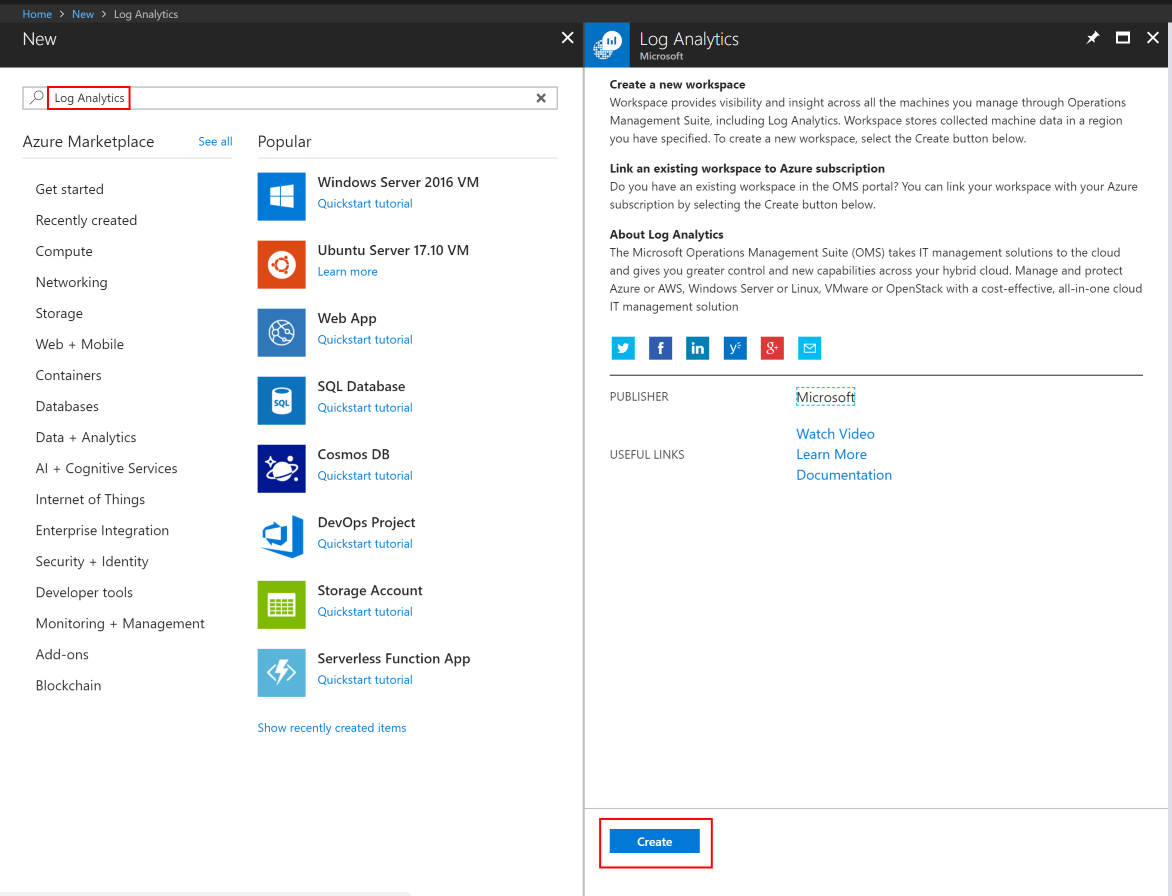 Home > New > Log Analytics
New
Log Analytics
Azure Marketplace See all
Get started
Recently created
Compute
Networking
Storage
Web + Mobile
Containers
Databases
Data + Analytics
AI + Cognitive Services
Internet of Things
Enterprise Integration
Security + Identity
Developer tools
Monitoring + Management
Add-ons
Blockchain
Popular
Windows Server 2016 VM
Quickstart tutorial
Ubuntu Server 17.10 VM
Learn more
Web App
Quickstart tutorial
SQL
SQL Database
Quickstart tutorial
Cosmos DB
Quickstart tutorial
DevOps Project
Quickstart tutorial
Storage Account
Quickstart tutorial
Serverless Function App
Quickstart tutorial
Show recently created items
Log Analytics
Microsoft
Create a new workspace
Workspace provides visibility and insight across all the machines you manage through Operations
Management Suite, including Log Analytics. Workspace stores collected machine data in a region
you have specified. To create a new workspace, select the Create button below.
Link an existing workspace to Azure subscription
Do you have an existing workspace in the OMS portal? You can link your workspace with your Azure
subscription by selecting the Create button below.
About Log Analytics
The Microsoft Operations Management Suite (OMS) takes IT management solutions to the cloud
and gives you greater control and new capabilities across your hybrid cloud. Manage and protect
Azure or AWS, Windows Server or Linux, VMware or OpenStack with a cost-effective, all-in-one cloud
IT management solution
PUBLISHER Microsoft
USEFUL LINKS
Watch Video
Learn More
Documentation
Create